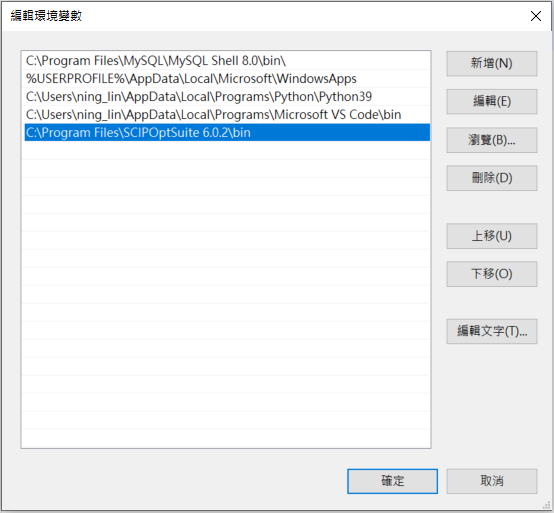 編輯環境變數
C:\Program Files\MySQL\MySQL Shell 8.0\bin\
%USERPROFILE%\AppData\Local\Microsoft\WindowsApps
C:\Users\ning_lin\AppData\Local\Programs\Python\Python39
C:\Users\ning_lin\AppData\Local\Programs\Microsoft VS Code\bin
C:\Program Files\SCIPOptSuite 6.0.2\bin
新增(N)
編輯(E)
瀏覽(B)...
刪除(D)
上移(U)
下移(O)
編輯文字(T)...
確定
取消